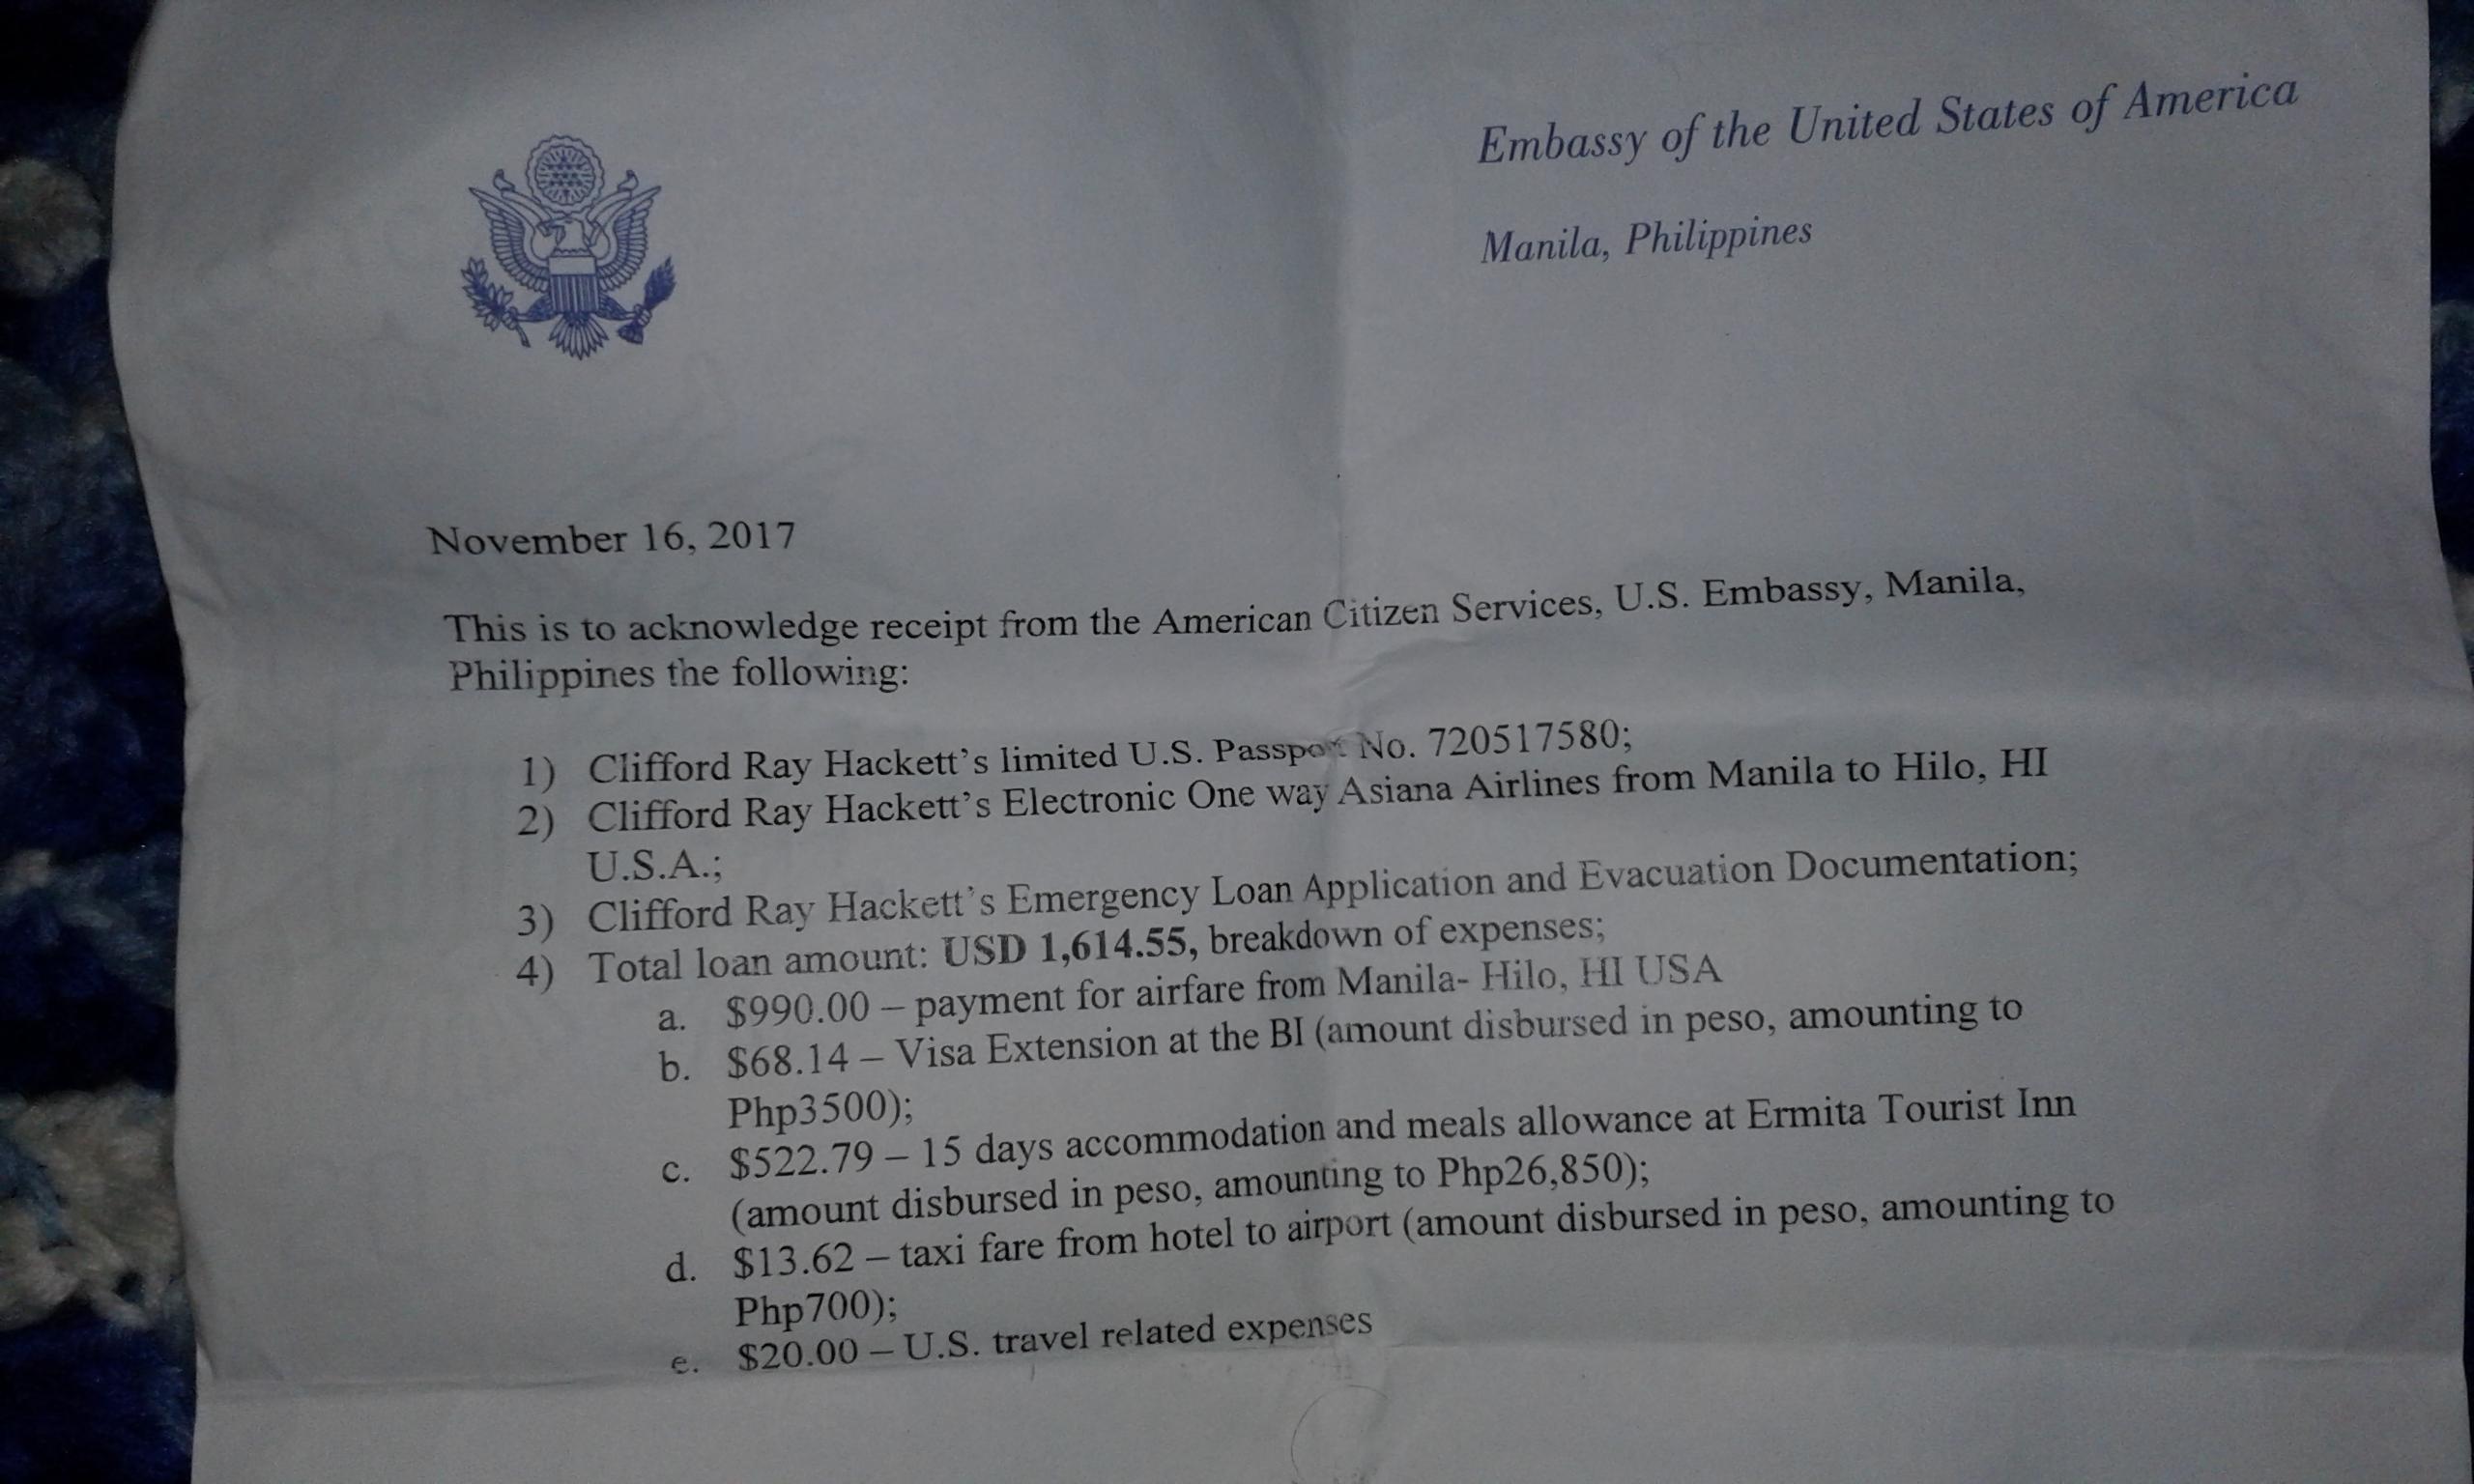 Embassy of the United States of America
Manila, Philippines
November 16, 2017
This is to acknowledge receipt from the American Citizen Services, U.S. Embassy, Manila,
Philippines the following:
1) Clifford Ray Hackett's limited U.S. Passport No. 720517580;
2) Clifford Ray Hackett's Electronic One way Asiana Airlines from Manila to Hilo, HI
U.S.A.;
3) Clifford Ray Hackett's Emergency Loan Application and Evacuation Documentation;
4) Total loan amount: USD 1,614.55, breakdown of expenses;
a. $990.00 – payment for airfare from Manila- Hilo, HI USA
b. $68.14 – Visa Extension at the BI (amount disbursed in peso, amounting to
Php3500);
c. $522.79 – 15 days accommodation and meals allowance at Ermita Tourist Inn
(amount disbursed in peso, amounting to Php26,850);
d. $13.62 – taxi fare from hotel to airport (amount disbursed in peso, amounting to
Php700);
e. $20.00 – U.S. travel related expenses